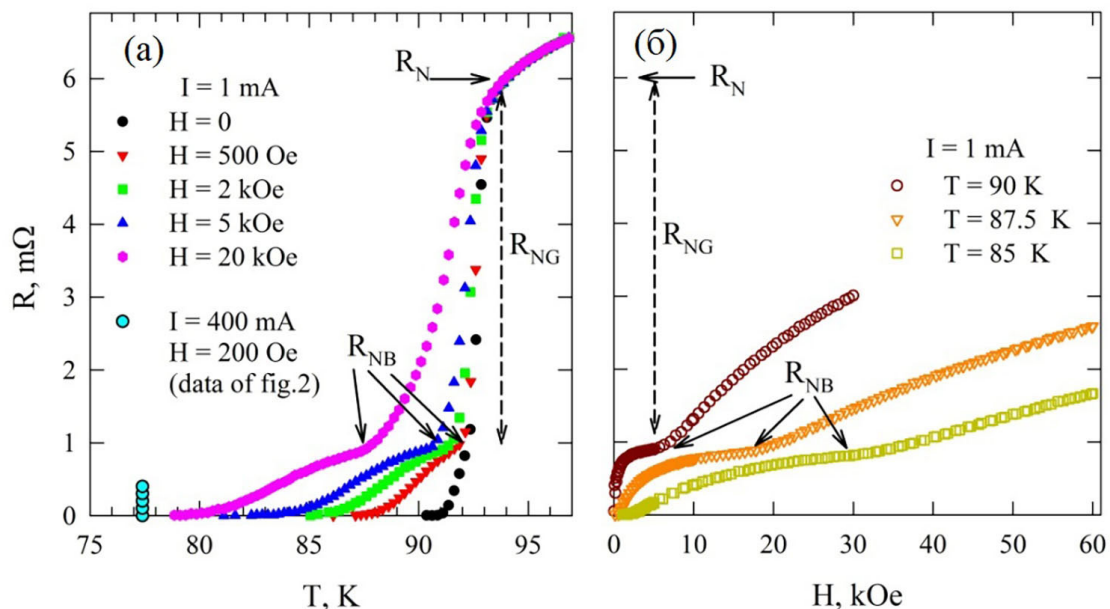 (а)
I = 1 mA
H = 0
H = 500 Oe
H = 2 kOe
H = 5 kOe
H = 20 kOe
I = 400 mA
H = 200 Oe
(data of fig.2)
R_N
R_NG
R_NB
R, mΩ
6
5
4
3
2
1
0
75 80 85 90 95
T, K
(б)
R_N
I = 1 mA
T = 90 K
T = 87.5 K
T = 85 K
R_NG
R_NB
0 10 20 30 40 50 60
H, kOe